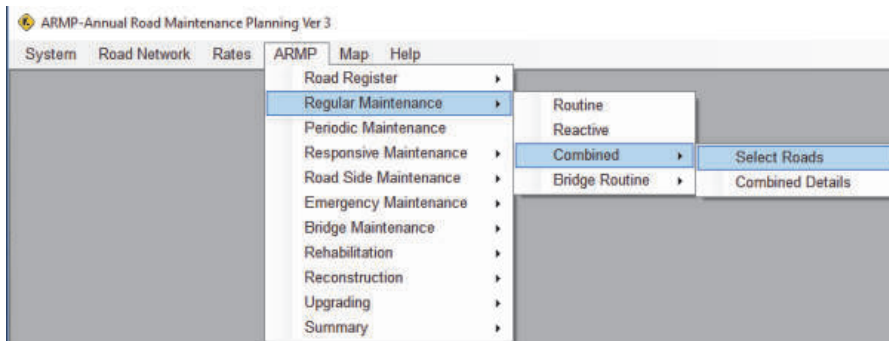 ARMP-Annual Road Maintenance Planning Ver 3
System Road Network Rates ARMP Map Help
Road Register
Regular Maintenance
Periodic Maintenance
Responsive Maintenance
Road Side Maintenance
Emergency Maintenance
Bridge Maintenance
Rehabilitation
Reconstruction
Upgrading
Summary
Routine
Reactive
Combined
Bridge Routine
Select Roads
Combined Details